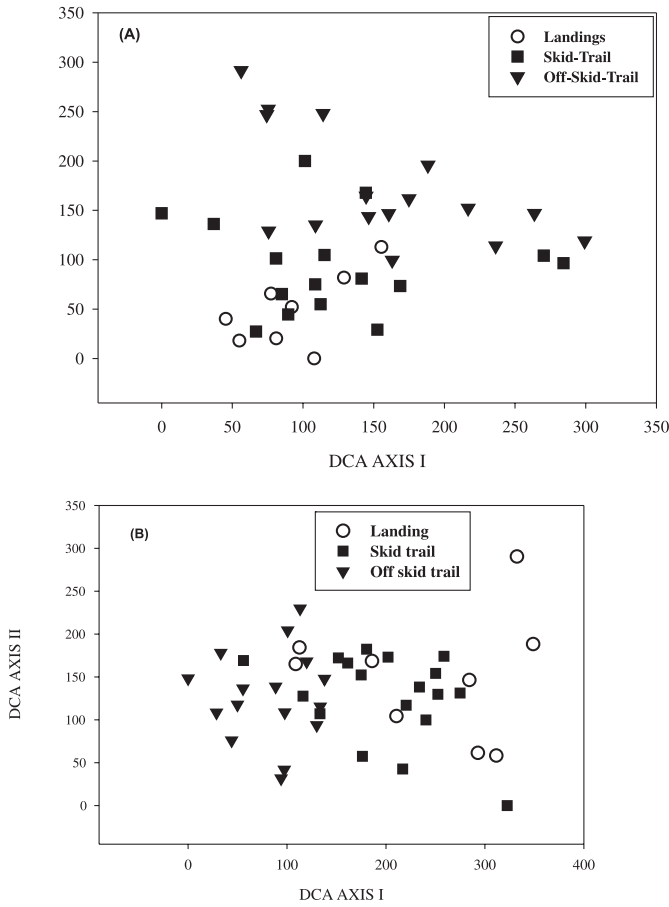 (A)
Landings
Skid-Trail
Off-Skid-Trail
350
300
250
200
150
100
50
0
0 50 100 150 200 250 300 350
DCA AXIS I
(B)
Landing
Skid trail
Off skid trail
350
300
250
200
150
100
50
0
DCA AXIS II
0 100 200 300 400
DCA AXIS I